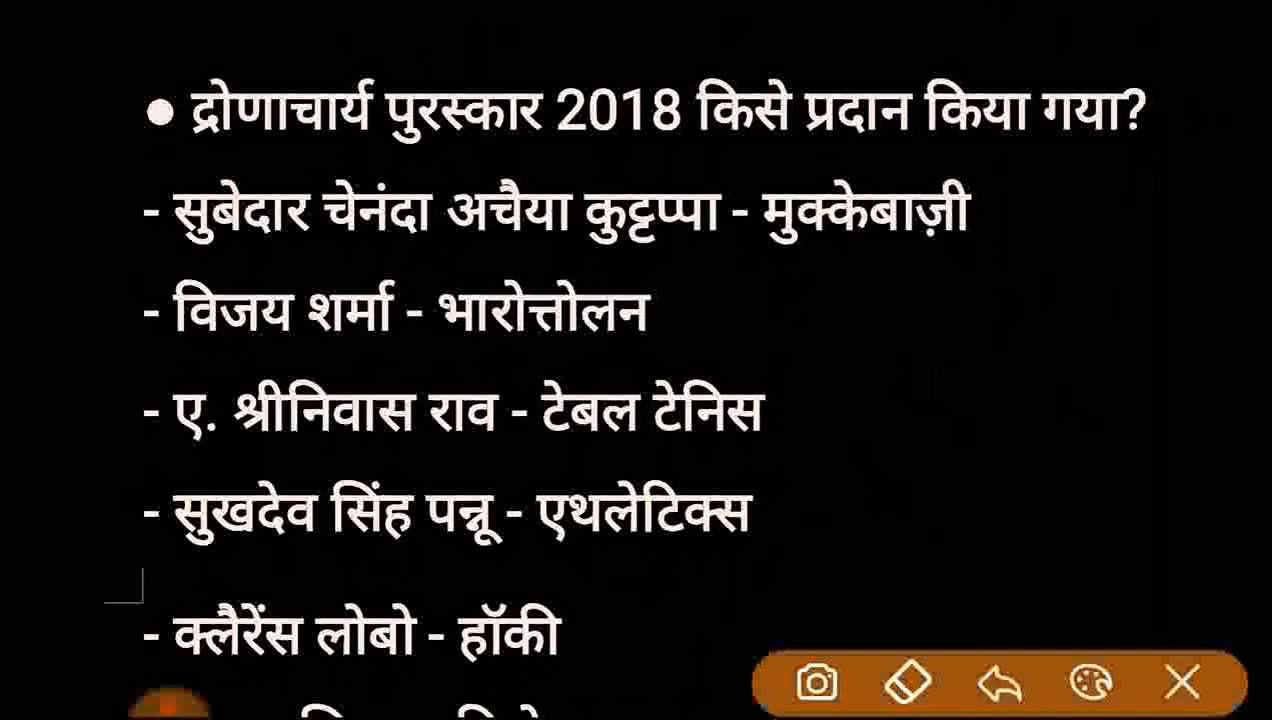 ● द्रोणाचार्य पुरस्कार 2018 किसे प्रदान किया गया?
- सुबेदार चेनंदा अचैया कुट्टप्पा - मुक्केबाज़ी
- विजय शर्मा - भारोत्तोलन
- ए. श्रीनिवास राव - टेबल टेनिस
- सुखदेव सिंह पन्नू - एथलेटिक्स
- क्लैरेंस लोबो - हॉकी